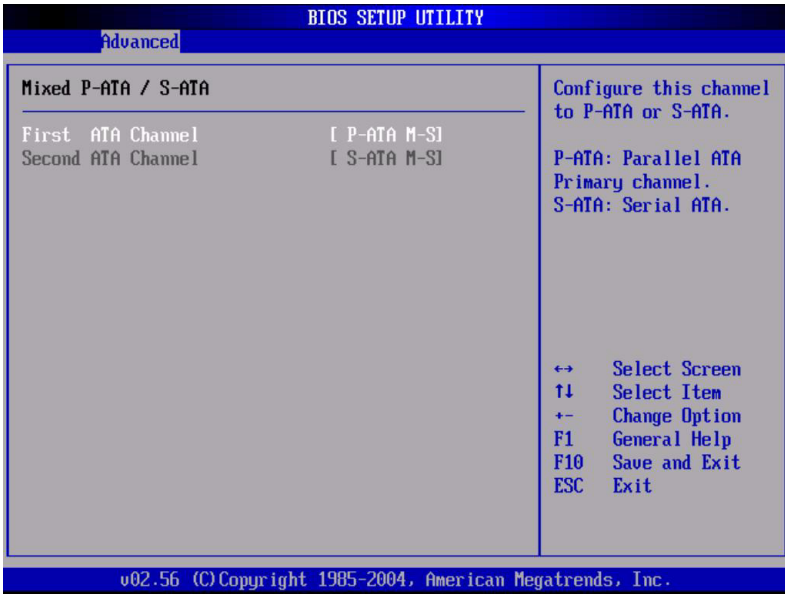 BIOS SETUP UTILITY
Advanced
Mixed P-ATA / S-ATA
First ATA Channel [ P-ATA M-S]
Second ATA Channel [ S-ATA M-S]
Configure this channel
to P-ATA or S-ATA.
P-ATA: Parallel ATA
Primary channel.
S-ATA: Serial ATA.
←→ Select Screen
↑↓ Select Item
+- Change Option
F1 General Help
F10 Save and Exit
ESC Exit
v02.56 (C)Copyright 1985-2004, American Megatrends, Inc.